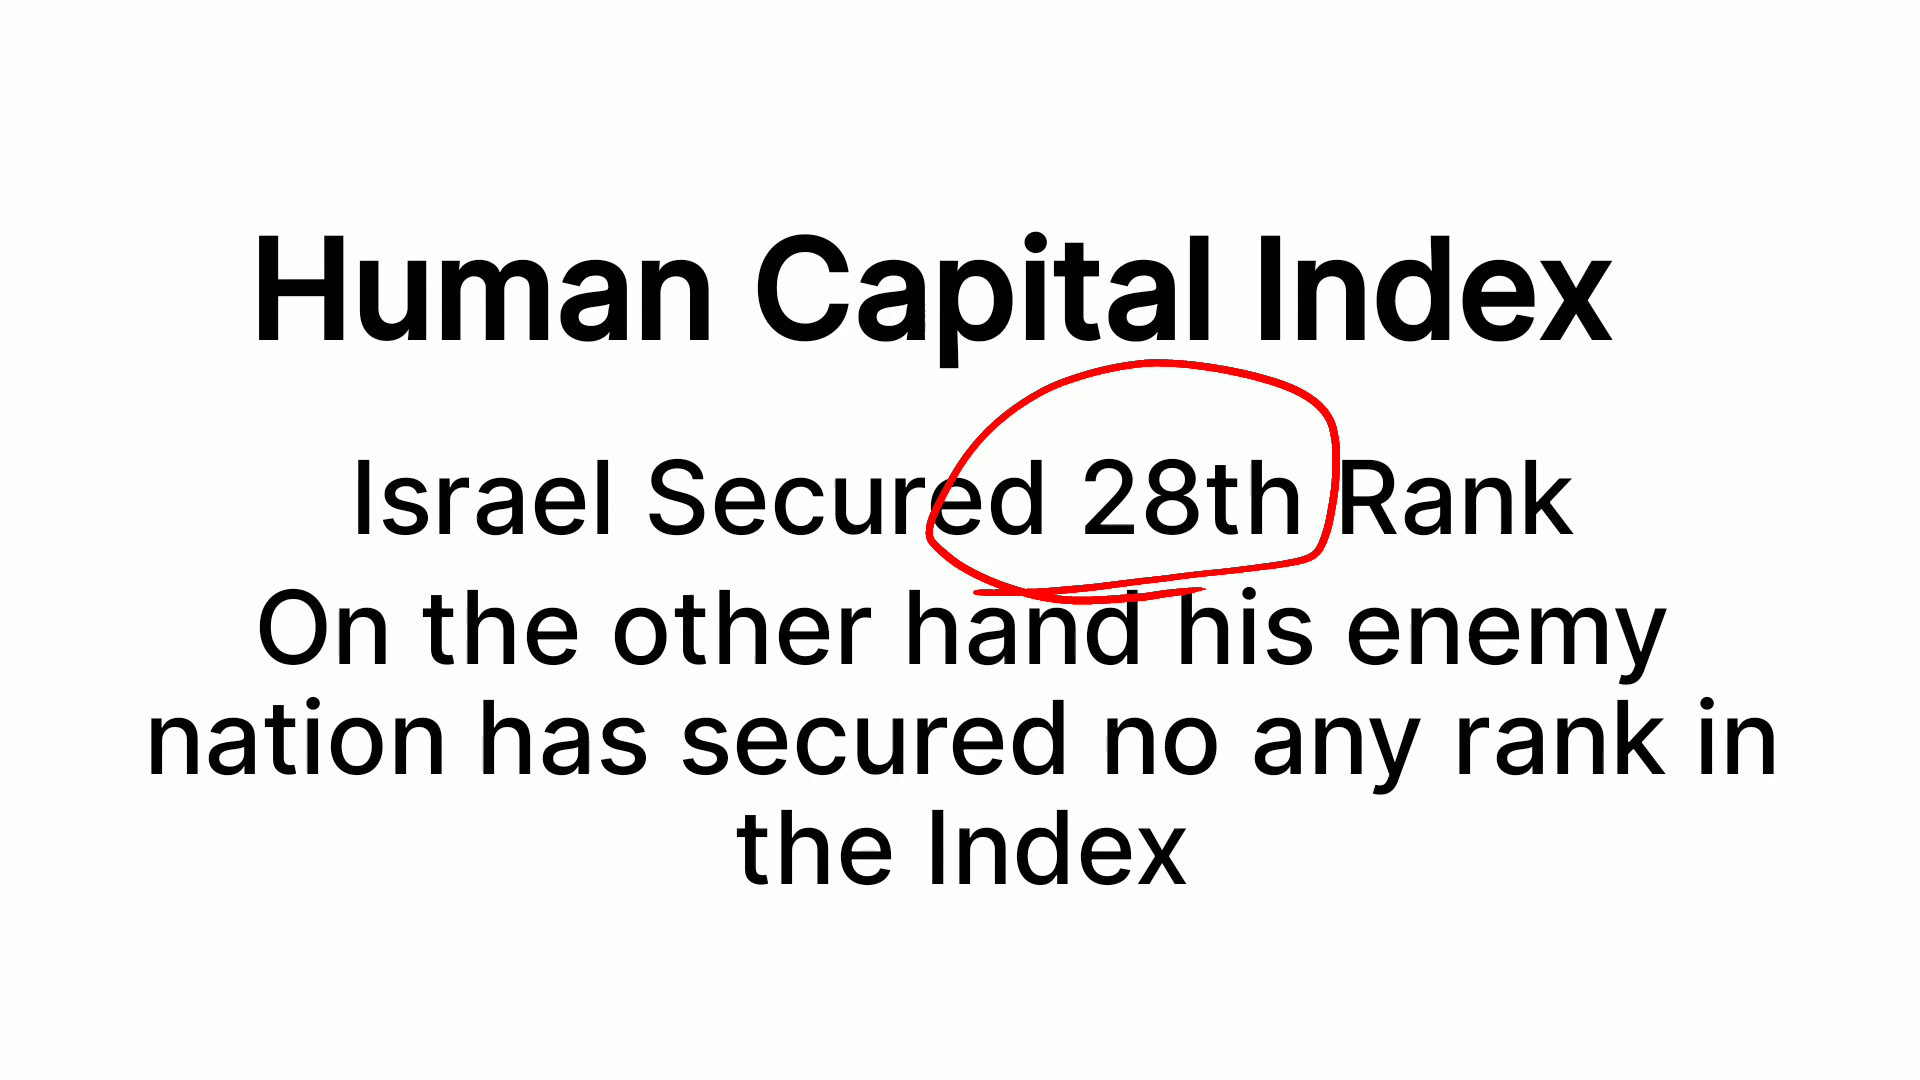 Human Capital Index
Israel Secured 28th Rank
On the other hand his enemy
nation has secured no any rank in
the Index